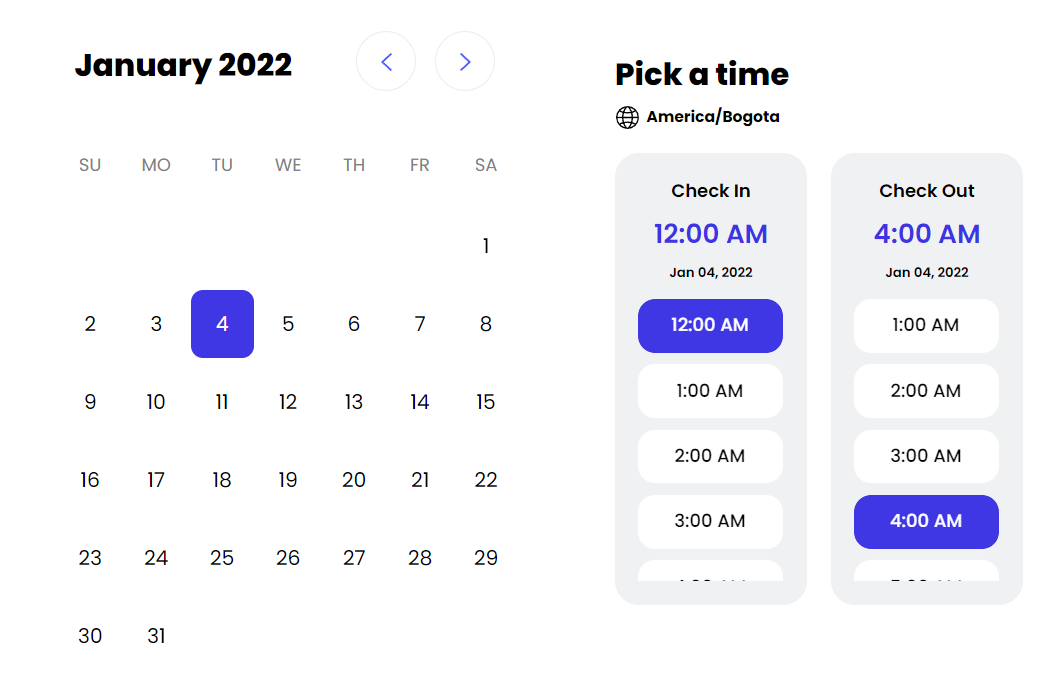 January 2022
SU MO TU WE TH FR SA
1
2 3 4 5 6 7 8
9 10 11 12 13 14 15
16 17 18 19 20 21 22
23 24 25 26 27 28 29
30 31
Pick a time
America/Bogota
Check In
12:00 AM
Jan 04, 2022
12:00 AM
1:00 AM
2:00 AM
3:00 AM
Check Out
4:00 AM
Jan 04, 2022
1:00 AM
2:00 AM
3:00 AM
4:00 AM